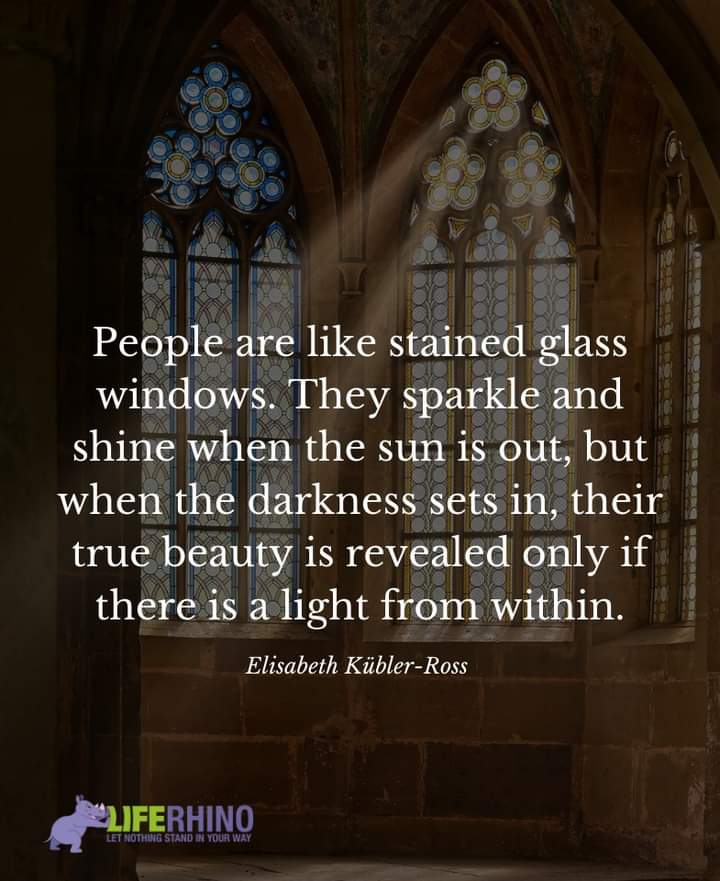 People are like stained glass
windows. They sparkle and
shine when the sun is out, but
when the darkness sets in, their
true beauty is revealed only if
there is a light from within.
Elisabeth Kübler-Ross
LIFERHINO
LET NOTHING STAND IN YOUR WAY